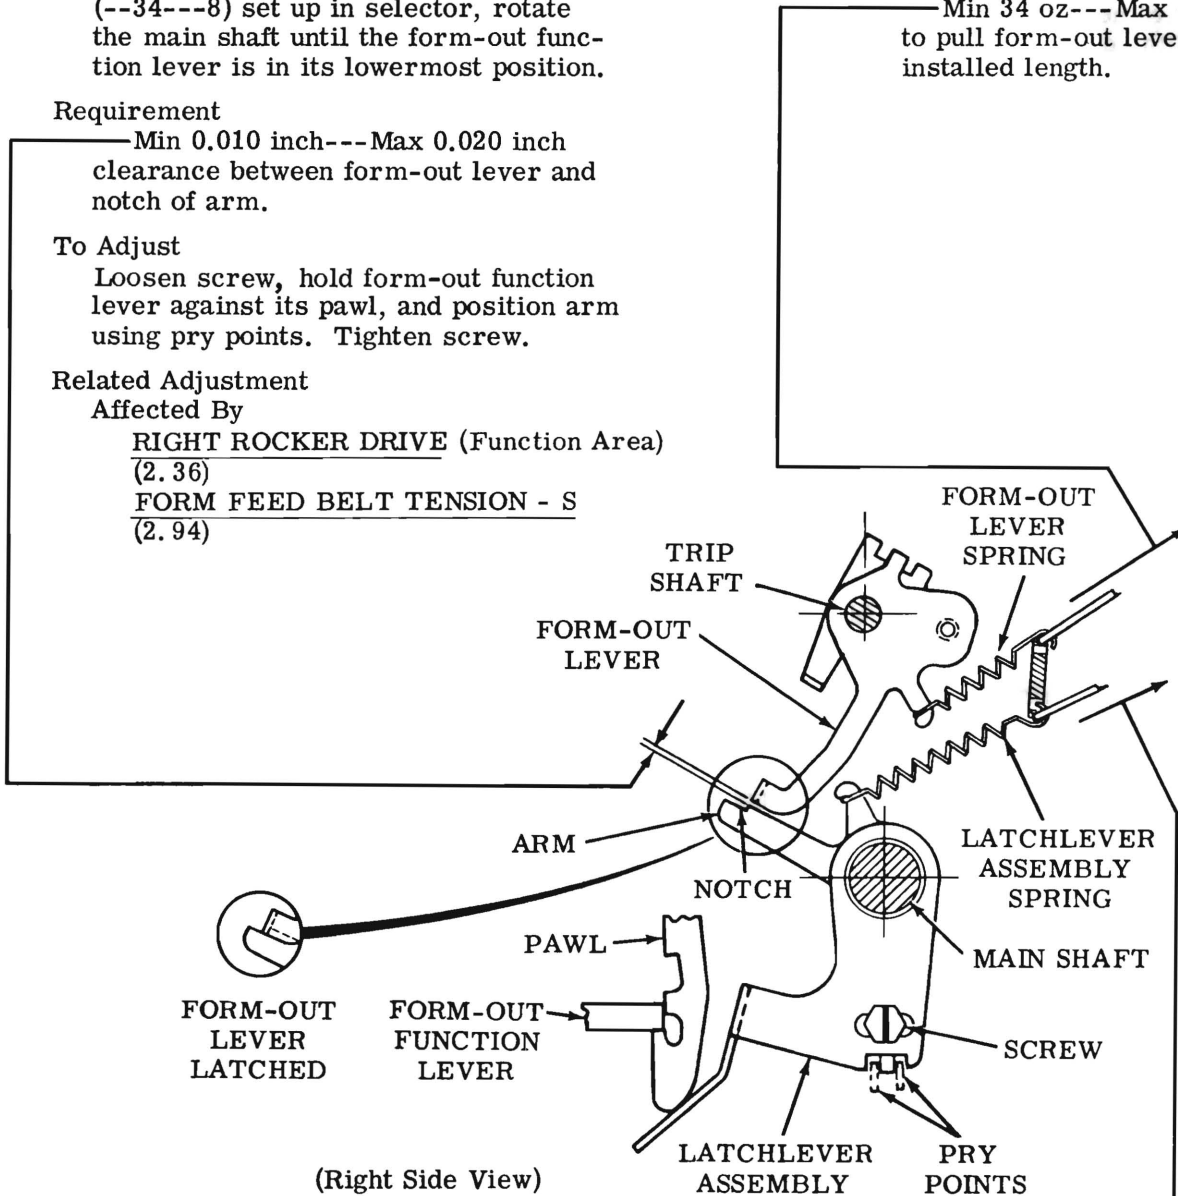 (--34---8) set up in selector, rotate
the main shaft until the form-out func-
tion lever is in its lowermost position.
Requirement
Min 0.010 inch---Max 0.020 inch
clearance between form-out lever and
notch of arm.
To Adjust
Loosen screw, hold form-out function
lever against its pawl, and position arm
using pry points. Tighten screw.
Related Adjustment
Affected By
RIGHT ROCKER DRIVE (Function Area)
(2.36)
FORM FEED BELT TENSION - S
(2.94)
Min 34 oz---Max
to pull form-out leve
installed length.
FORM-OUT
LEVER
SPRING
TRIP
SHAFT
FORM-OUT
LEVER
ARM
NOTCH
LATCHLEVER
ASSEMBLY
SPRING
PAWL
MAIN SHAFT
FORM-OUT
LEVER
LATCHED
FORM-OUT
FUNCTION
LEVER
SCREW
LATCHLEVER
ASSEMBLY
PRY
POINTS
(Right Side View)